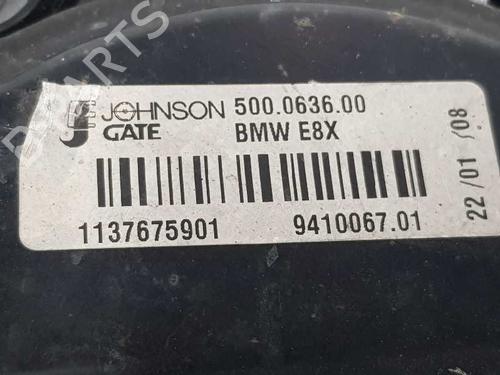 JOHNSON 500.0636.00
GATE BMW E8X
1137675901 9410067.01
22/01/08